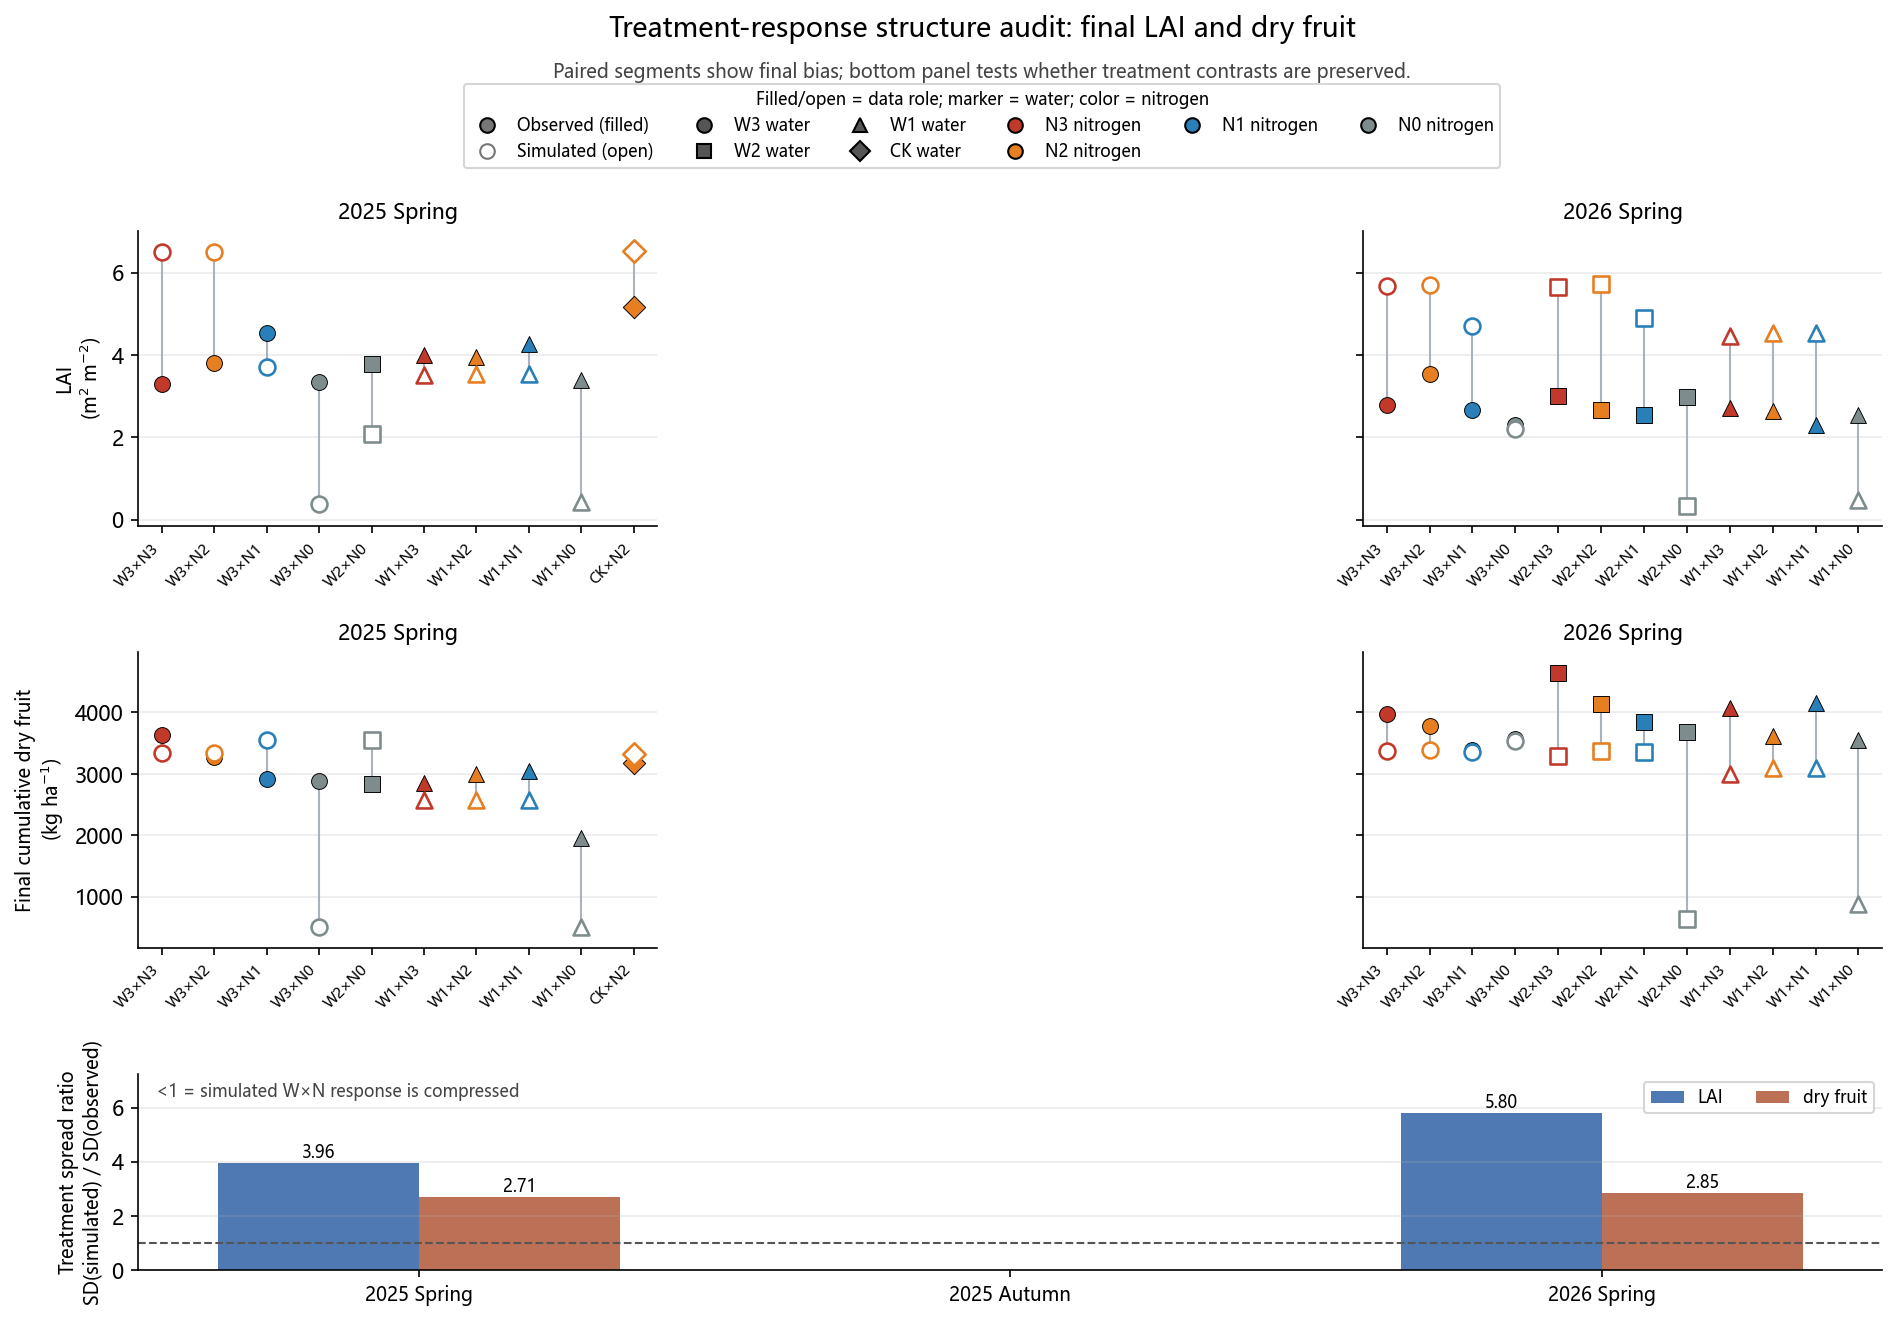 Treatment-response structure audit: final LAI and dry fruit
Paired segments show final bias; bottom panel tests whether treatment contrasts are preserved.
Filled/open = data role; marker = water; color = nitrogen
Observed (filled) W3 water W1 water N3 nitrogen N1 nitrogen N0 nitrogen
Simulated (open) W2 water CK water N2 nitrogen
2025 Spring
LAI
(m² m⁻²)
6
4
2
0
W3×N3 W3×N2 W3×N1 W3×N0 W2×N0 W1×N3 W1×N2 W1×N1 W1×N0 CK×N2
2026 Spring
W3×N3 W3×N2 W3×N1 W3×N0 W2×N3 W2×N2 W2×N1 W2×N0 W1×N3 W1×N2 W1×N1 W1×N0
2025 Spring
Final cumulative dry fruit
(kg ha⁻¹)
4000
3000
2000
1000
W3×N3 W3×N2 W3×N1 W3×N0 W2×N0 W1×N3 W1×N2 W1×N1 W1×N0 CK×N2
2026 Spring
W3×N3 W3×N2 W3×N1 W3×N0 W2×N3 W2×N2 W2×N1 W2×N0 W1×N3 W1×N2 W1×N1 W1×N0
Treatment spread ratio
SD(simulated) / SD(observed)
<1 = simulated W×N response is compressed
LAI dry fruit
6
4
2
0
3.96
2.71
5.80
2.85
2025 Spring 2025 Autumn 2026 Spring